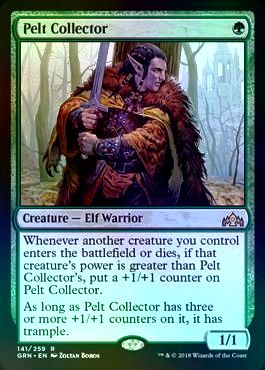 Pelt Collector
Creature — Elf Warrior
Whenever another creature you control
enters the battlefield or dies, if that
creature's power is greater than Pelt
Collector's, put a +1/+1 counter on
Pelt Collector.
As long as Pelt Collector has three
or more +1/+1 counters on it, it has
trample.
1/1
141/259 R
GRN • EN Zoltan Boros
™ & © 2018 Wizards of the Coast